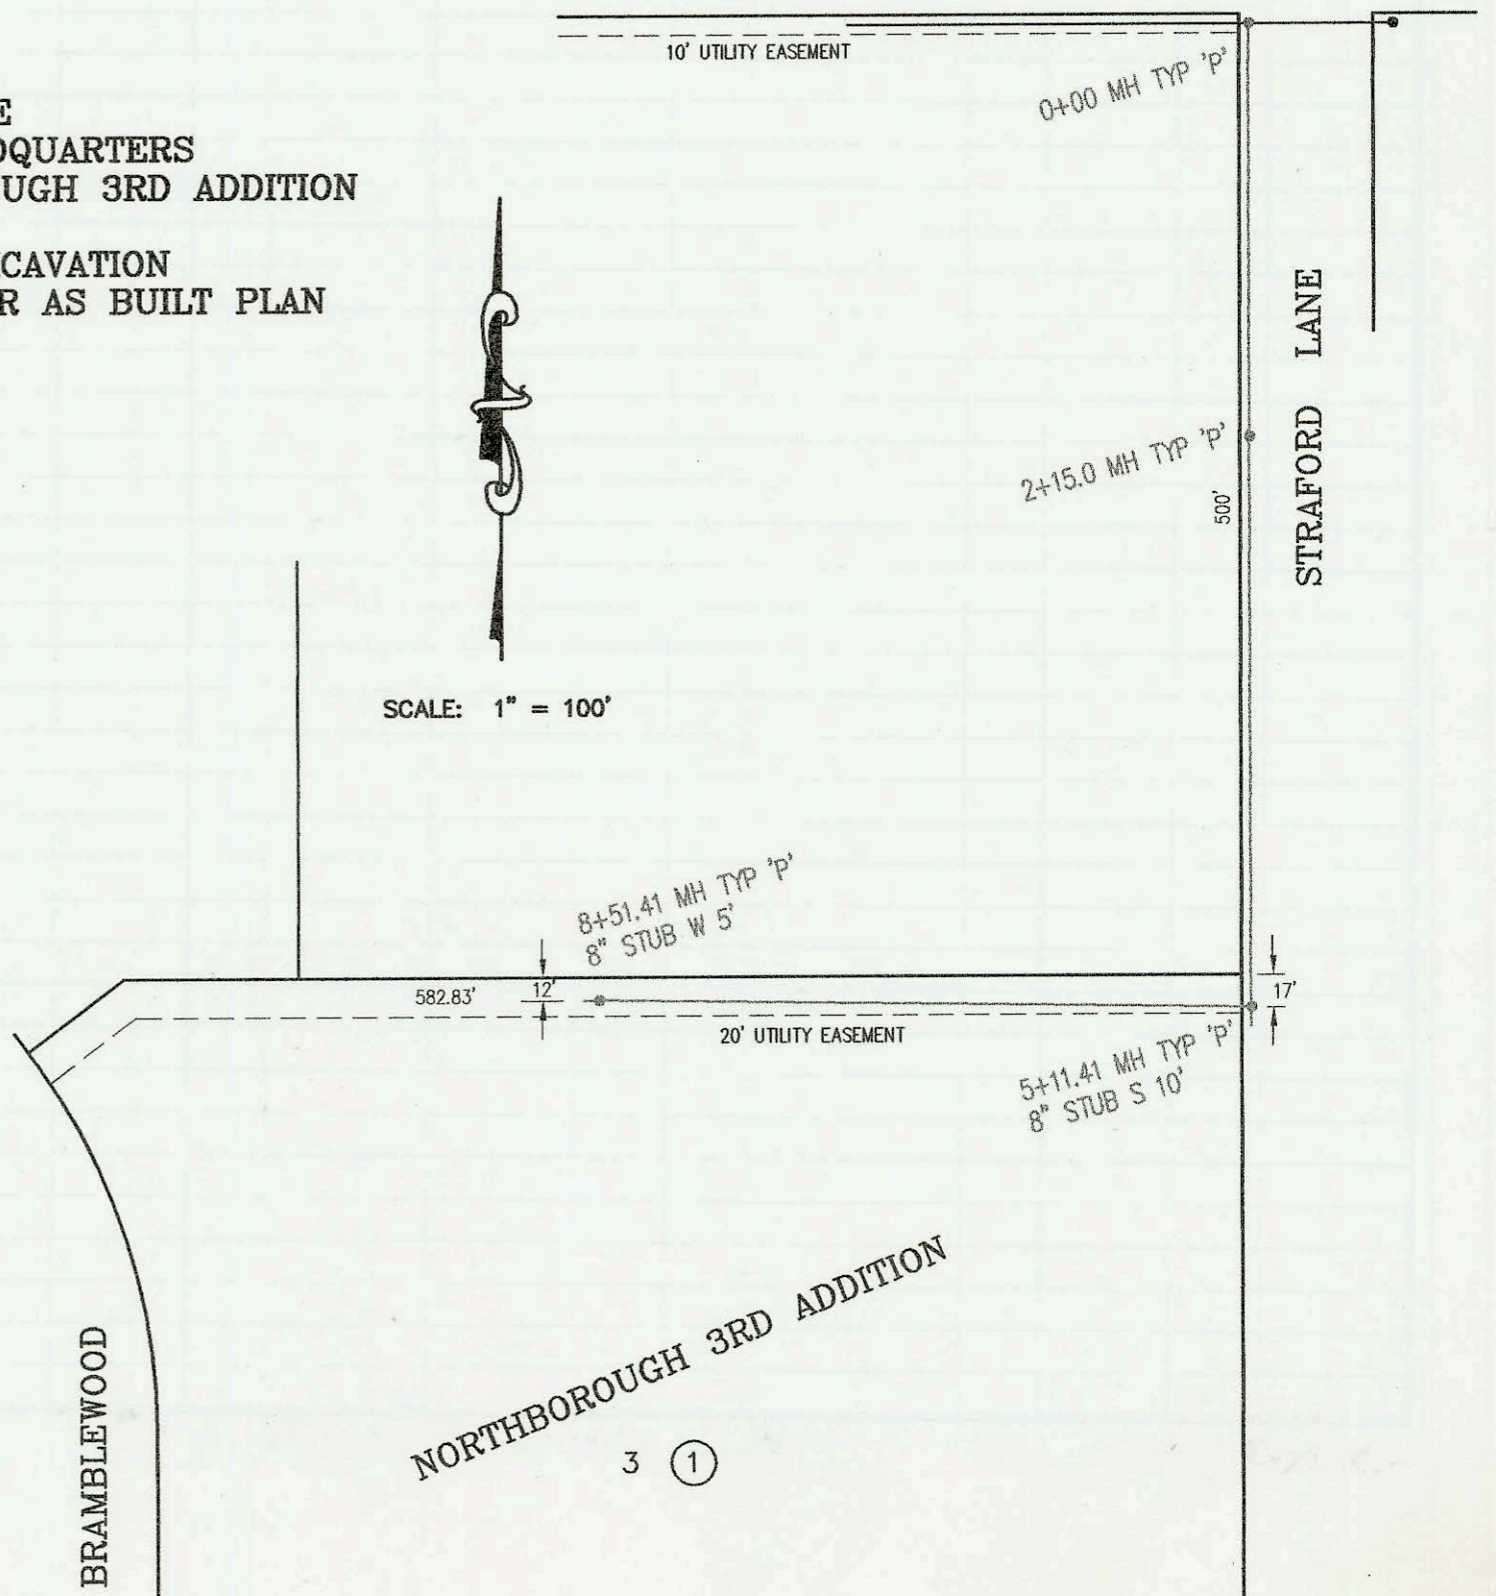 10' UTILITY EASEMENT
0+00 MH TYP 'P'
UGH 3RD ADDITION
R AS BUILT PLAN
STRAFORD LANE
2+15.0 MH TYP 'P'
500'
SCALE: 1" = 100'
8+51.41 MH TYP 'P'
8" STUB W 5'
582.83'
12'
17'
20' UTILITY EASEMENT
5+11.41 MH TYP 'P'
8" STUB S 10'
NORTHBOROUGH 3RD ADDITION
3 1
BRAMBLEWOOD